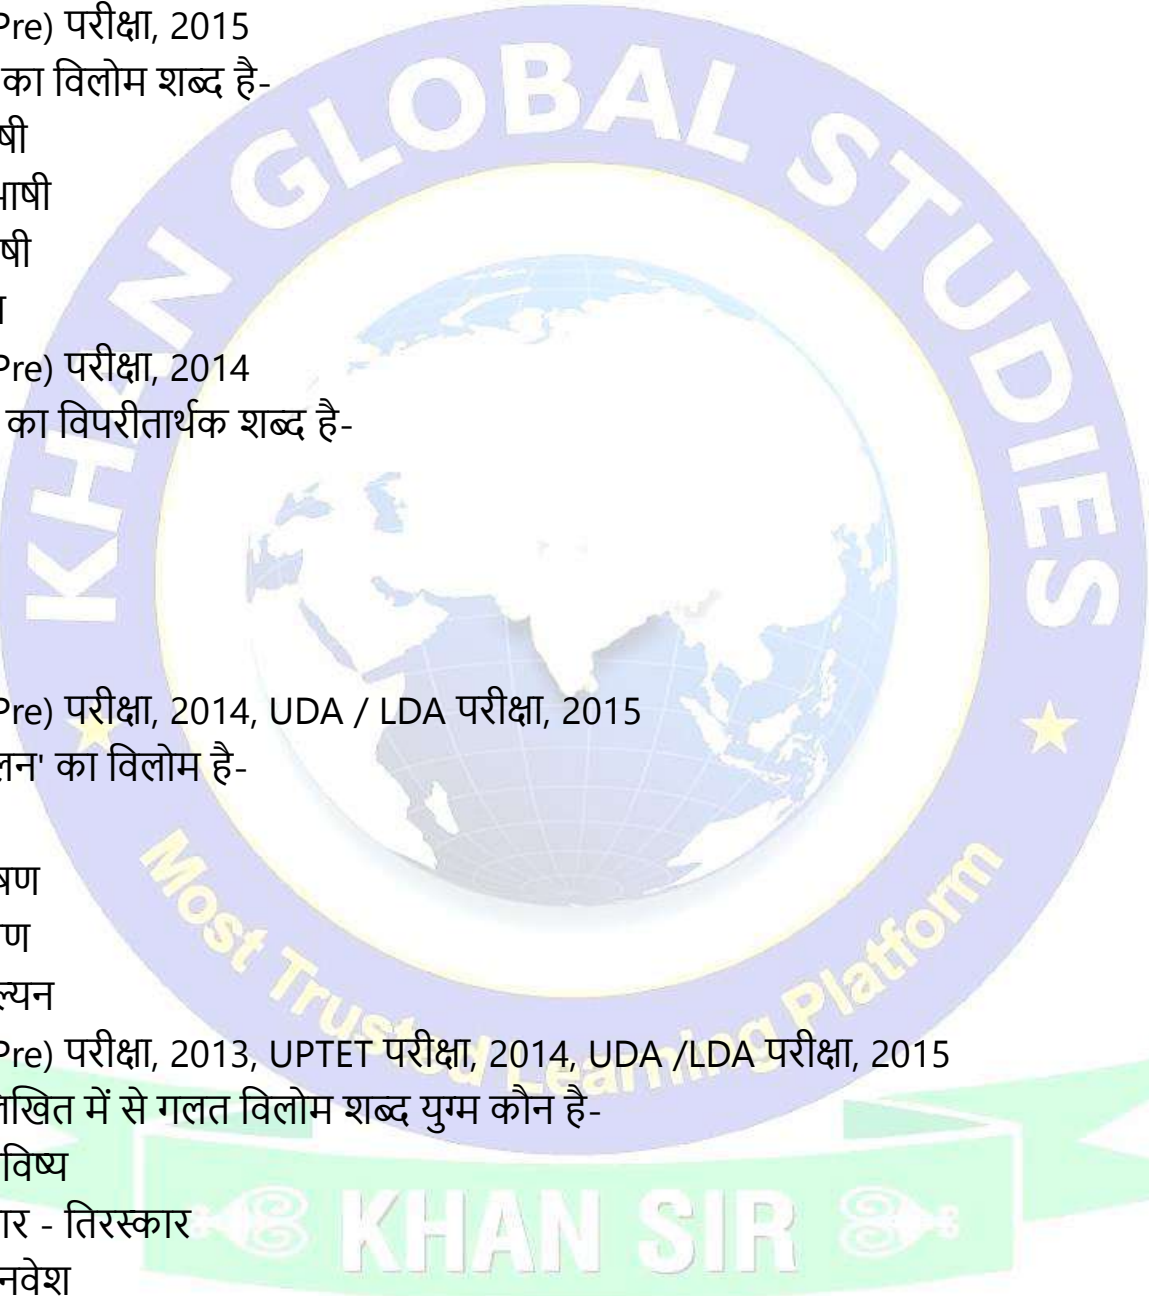 Pre) परीक्षा, 2015
का विलोम शब्द है-
षी
भाषी
षी
Pre) परीक्षा, 2014
का विपरीतार्थक शब्द है-
Pre) परीक्षा, 2014, UDA / LDA परीक्षा, 2015
लन' का विलोम है-
षण
ण
ल्यन
Pre) परीक्षा, 2013, UPTET परीक्षा, 2014, UDA /LDA परीक्षा, 2015
लिखित में से गलत विलोम शब्द युग्म कौन है-
विष्य
गर - तिरस्कार
नवेश
KHAN GLOBAL STUDIES
Most Trusted Learning Platform
KHAN SIR